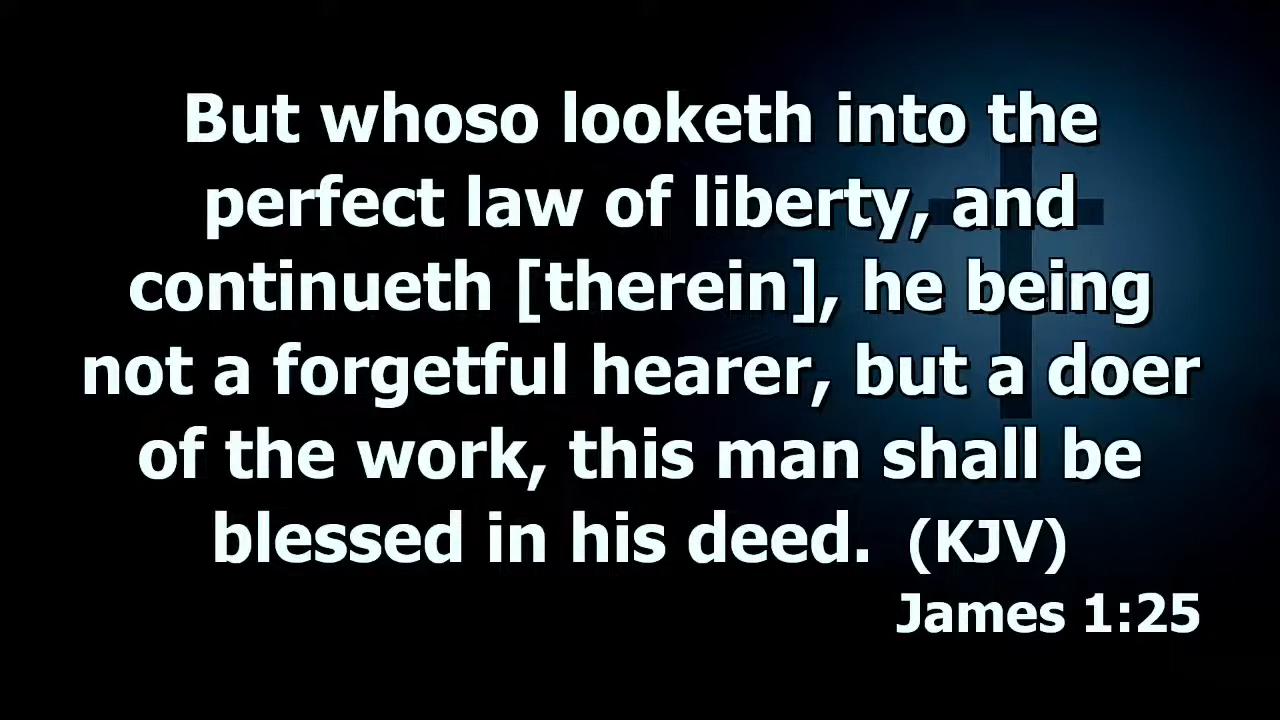 But whoso looketh into the
perfect law of liberty, and
continueth [therein], he being
not a forgetful hearer, but a doer
of the work, this man shall be
blessed in his deed. (KJV)
James 1:25